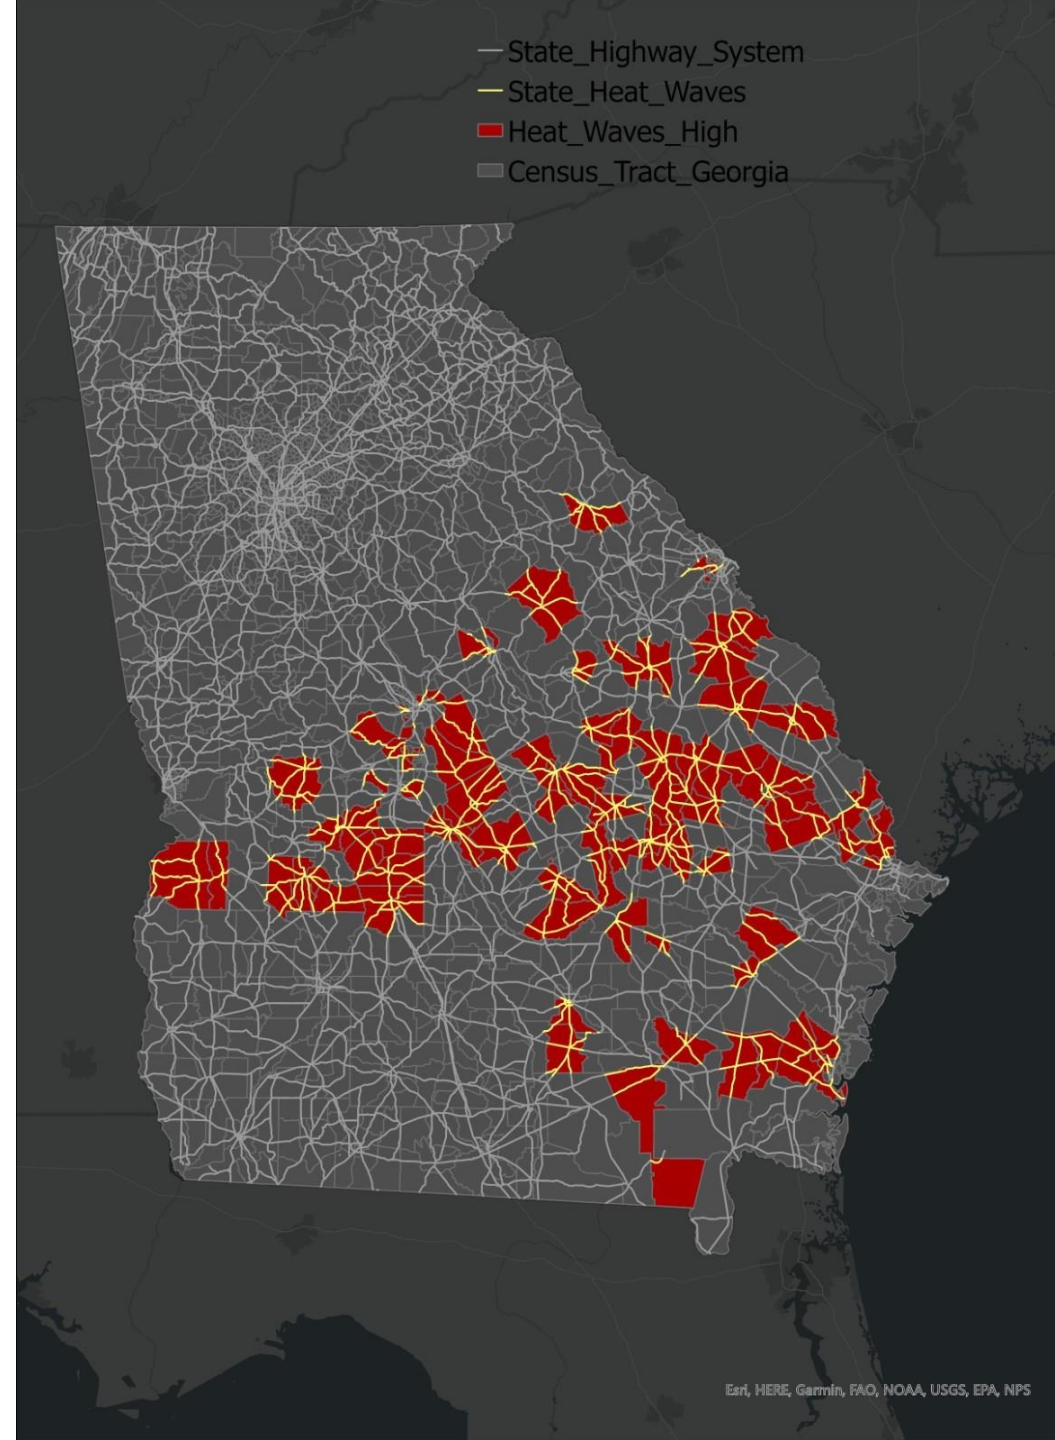 State_Highway_System
State_Heat_Waves
Heat_Waves_High
Census_Tract_Georgia
Esri, HERE, Garmin, FAO, NOAA, USGS, EPA, NPS